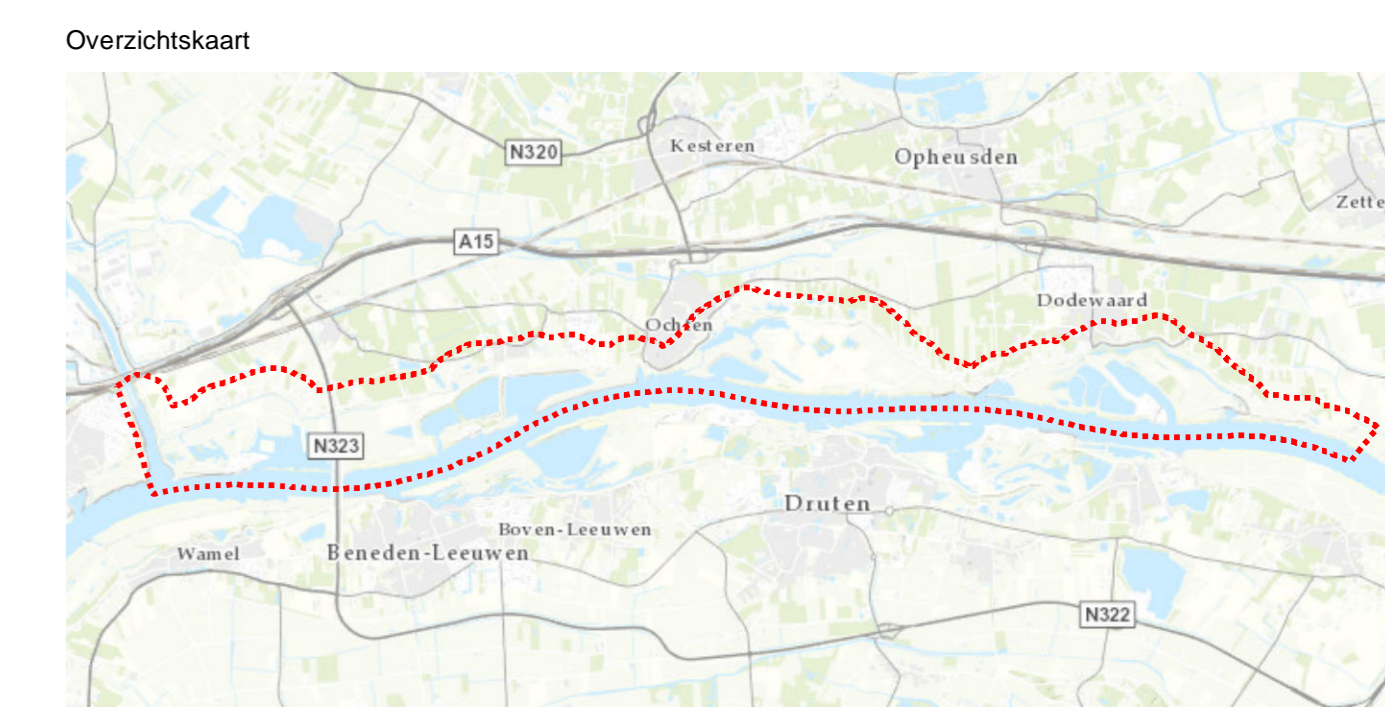 Overzichtskaart
Kesteren
N320
Opheusden
Zette
A15
Dodewaard
Ochten
N323
Druten
Boven-Leeuwen
Wamel
Beneden-Leeuwen
N322